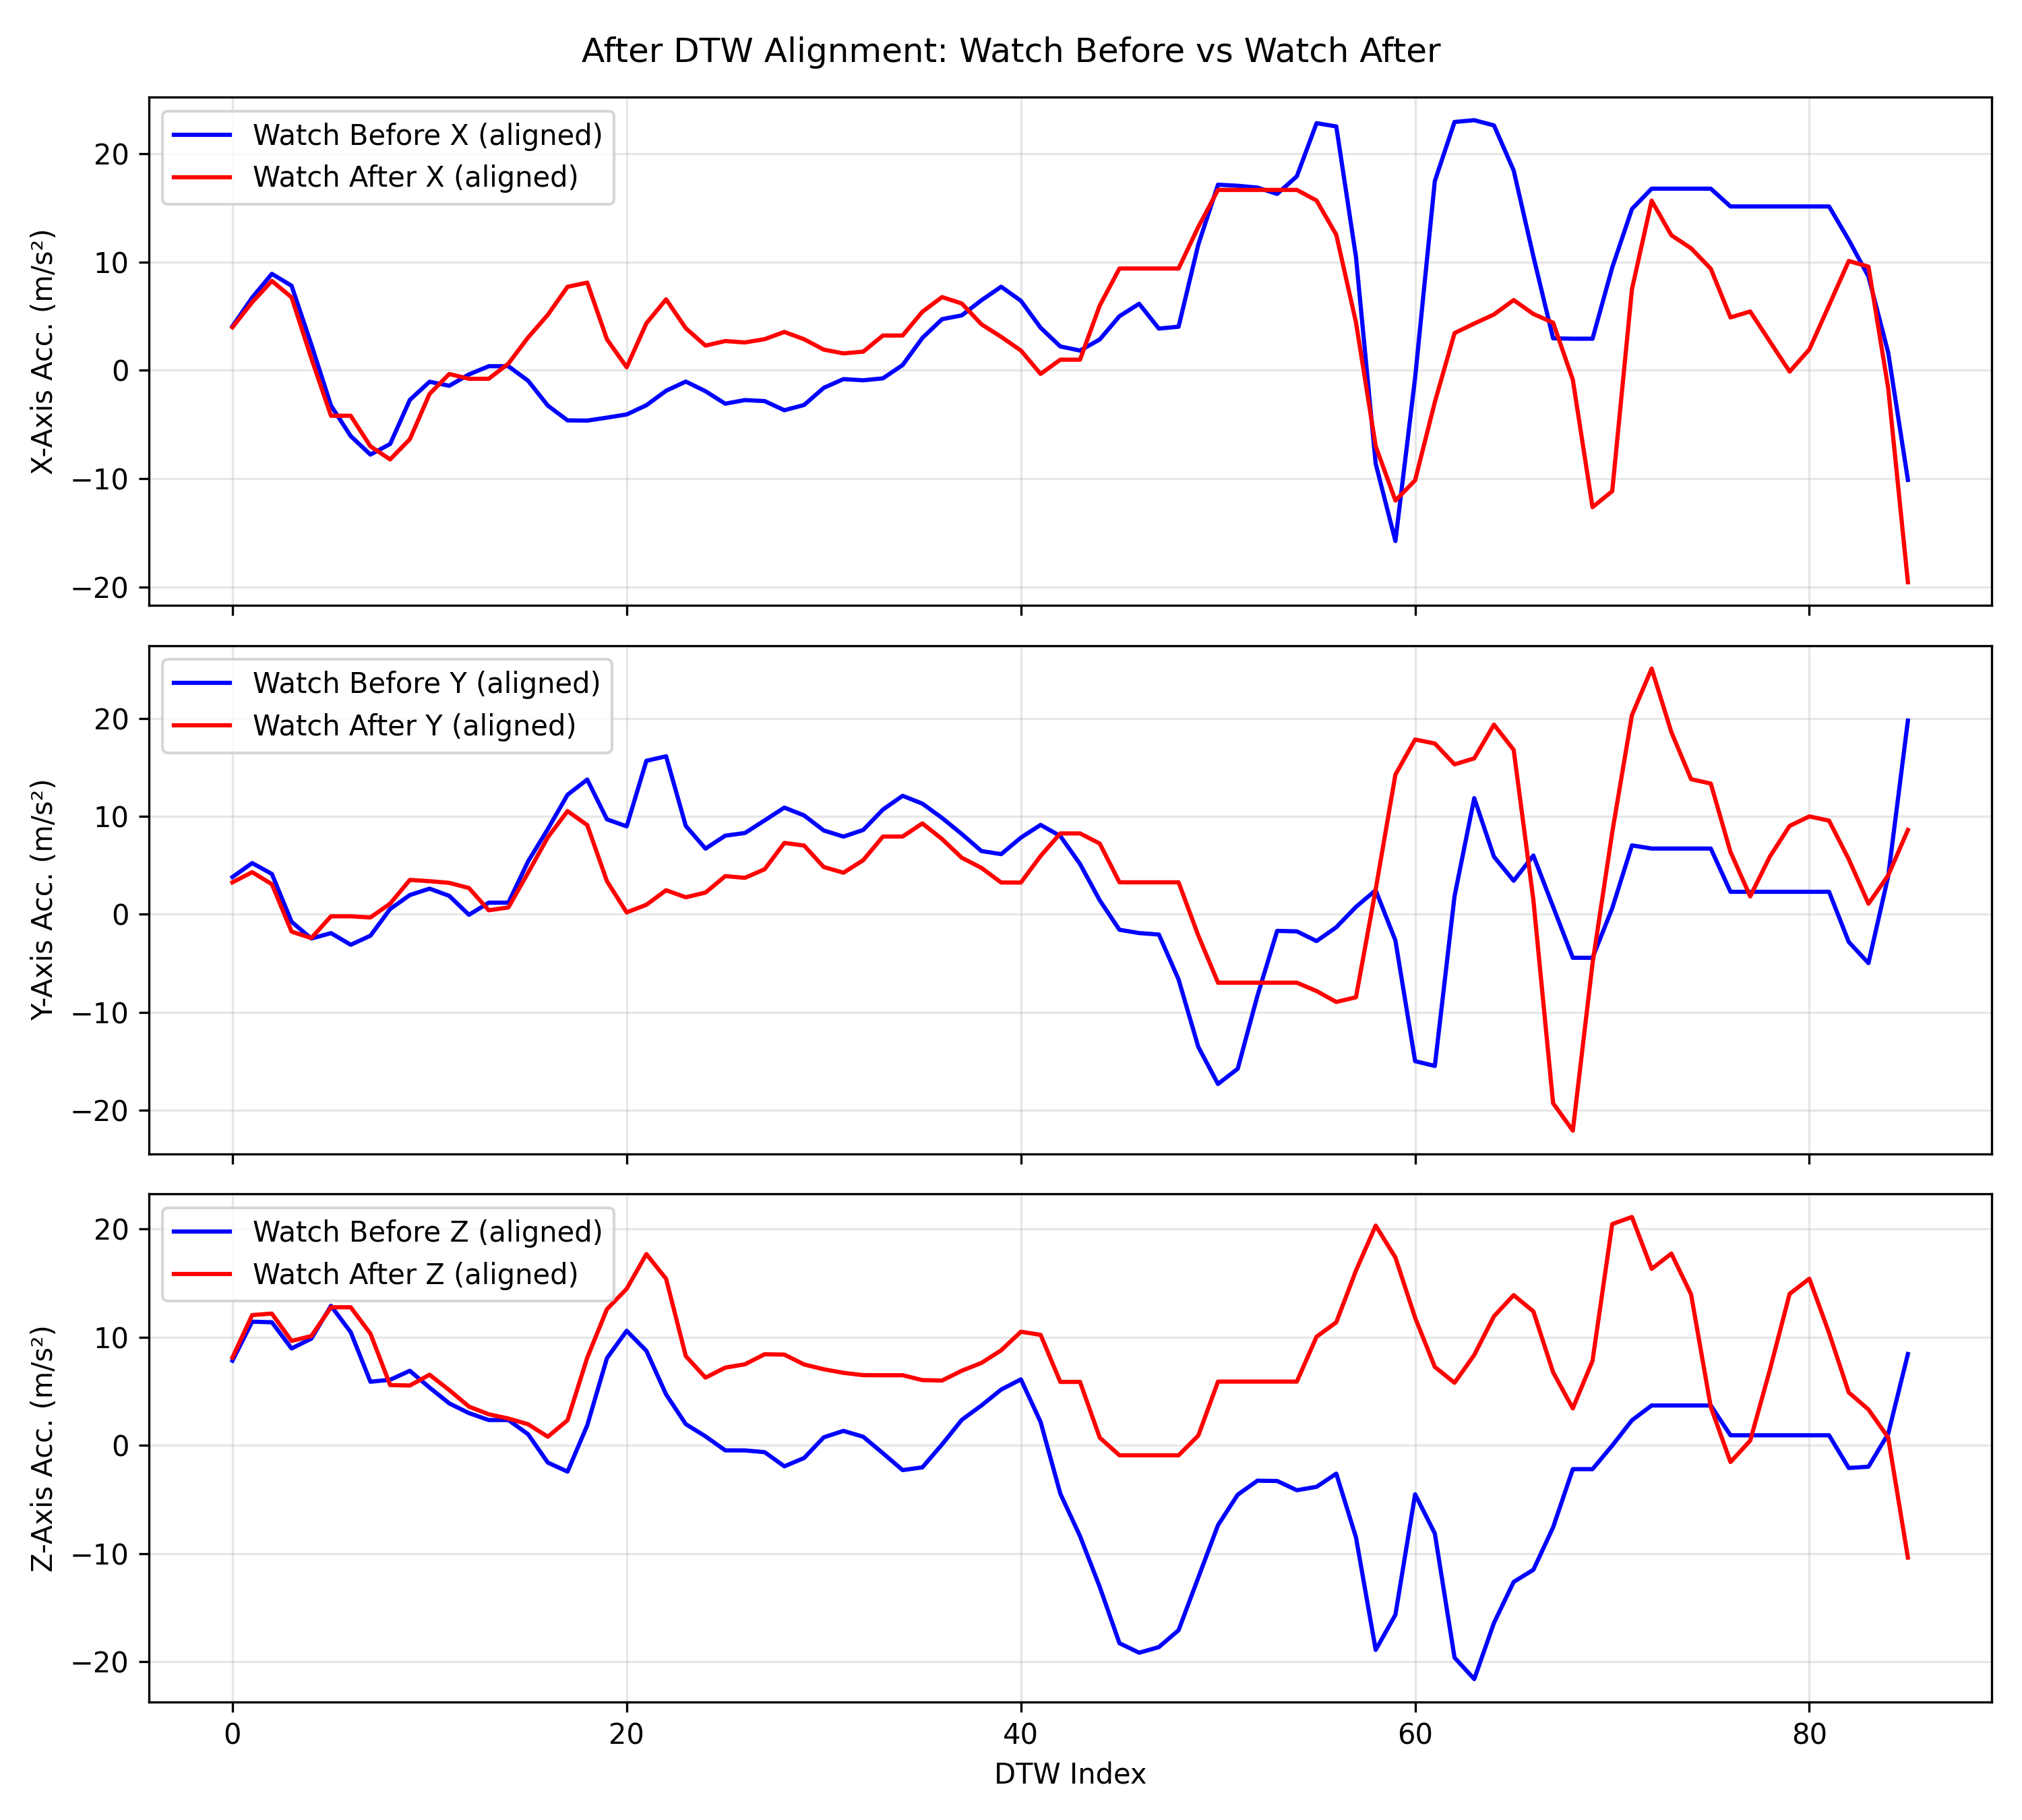 After DTW Alignment: Watch Before vs Watch After
Watch Before X (aligned)
Watch After X (aligned)
X-Axis Acc. (m/s²)
20
10
0
−10
−20
Watch Before Y (aligned)
Watch After Y (aligned)
Y-Axis Acc. (m/s²)
20
10
0
−10
−20
Watch Before Z (aligned)
Watch After Z (aligned)
Z-Axis Acc. (m/s²)
20
10
0
−10
−20
0 20 40 60 80
DTW Index